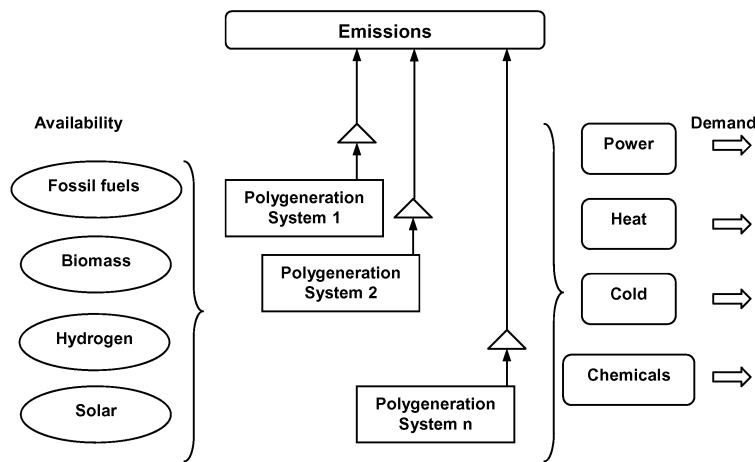 Emissions
Availability
Fossil fuels
Biomass
Hydrogen
Solar
Polygeneration
System 1
Polygeneration
System 2
Polygeneration
System n
Demand
Power
Heat
Cold
Chemicals